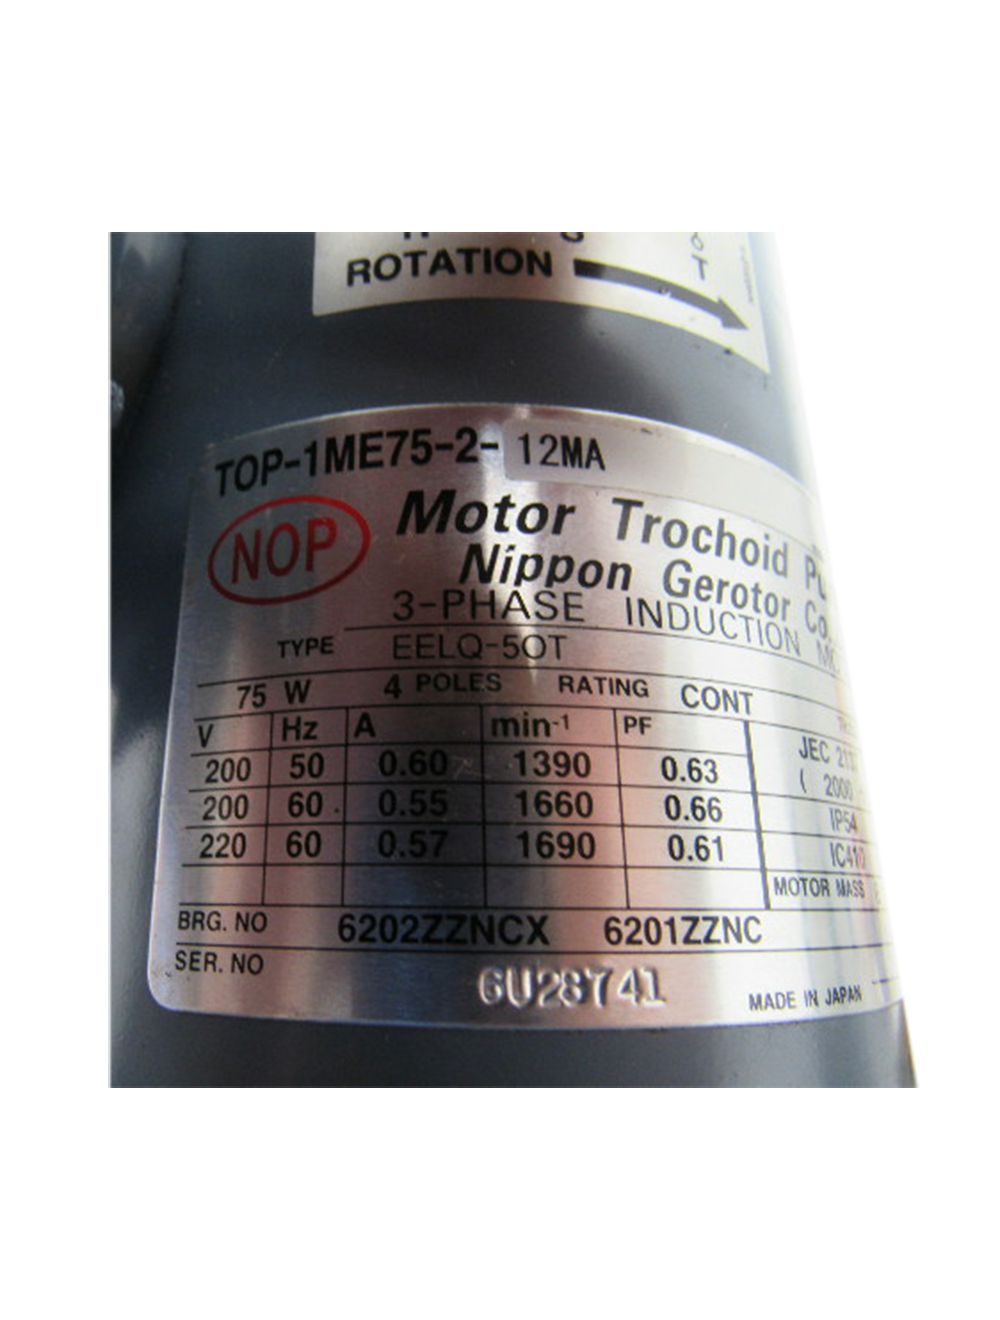 ROTATION
T
TOP-1ME75-2-12MA
NOP
Motor Trochoid
Nippon Gerotor Co.
3-PHASE INDUCTION
TYPE EELQ-50T
75 W 4 POLES RATING CONT
V Hz A min-1 PF
200 50 0.60 1390 0.63
200 60 0.55 1660 0.66
220 60 0.57 1690 0.61
JEC
2000
IP54
MOTOR MASS
BRG. NO 6202ZZNCX 6201ZZNC
SER. NO 6U28741
MADE IN JAPAN